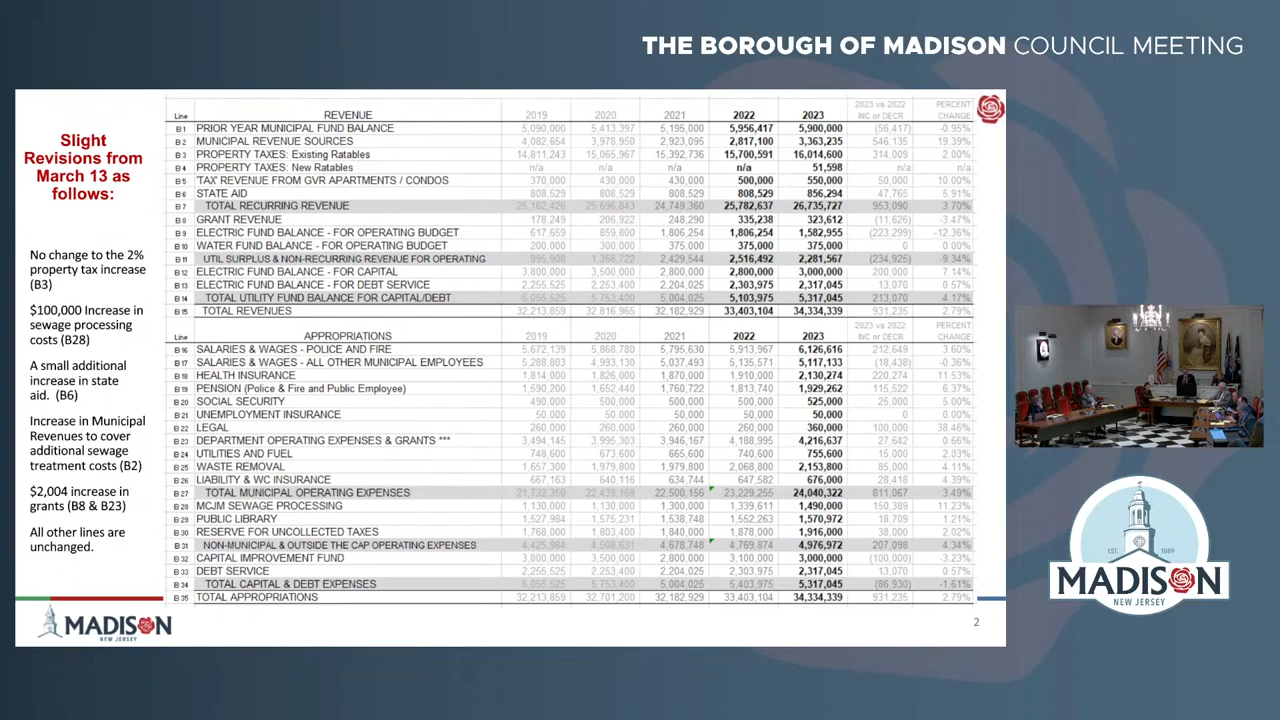 THE BOROUGH OF MADISON COUNCIL MEETING
Slight
Revisions from
March 13 as
follows:
No change to the 2%
property tax increase
(B3)
$100,000 Increase in
sewage processing
costs (B28)
A small additional
increase in state
aid. (B6)
Increase in Municipal
Revenues to cover
additional sewage
treatment costs (B2)
$2,004 increase in
grants (B8 & B23)
All other lines are
unchanged.
2023 vs 2022 PERCENT
Line REVENUE 2019 2020 2021 2022 2023 INC or DECR CHANGE
B 1 PRIOR YEAR MUNICIPAL FUND BALANCE 5,090,000 5,413,397 5,195,000 5,956,417 5,900,000 (56,417) -0.95%
B 2 MUNICIPAL REVENUE SOURCES 4,082,654 3,978,950 2,923,095 2,817,100 3,363,235 546,135 19.39%
B 3 PROPERTY TAXES: Existing Ratables 14,811,243 15,065,967 15,392,736 15,700,591 16,014,600 314,009 2.00%
B 4 PROPERTY TAXES: New Ratables n/a n/a n/a n/a 51,598 n/a n/a
B 5 TAX REVENUE FROM GVR APARTMENTS / CONDOS 370,000 430,000 430,000 500,000 550,000 50,000 10.00%
B 6 STATE AID 808,529 808,529 808,529 808,529 856,294 47,765 5.91%
B 7 TOTAL RECURRING REVENUE 25,162,426 25,696,843 24,749,360 25,782,637 26,735,727 953,090 3.70%
B 8 GRANT REVENUE 178,249 206,922 248,290 335,238 323,612 (11,626) -3.47%
B 9 ELECTRIC FUND BALANCE - FOR OPERATING BUDGET 617,659 859,800 1,806,254 1,806,254 1,582,955 (223,299) -12.36%
B 10 WATER FUND BALANCE - FOR OPERATING BUDGET 200,000 300,000 375,000 375,000 375,000 0 0.00%
B 11 UTIL SURPLUS & NON-RECURRING REVENUE FOR OPERATING 995,908 1,366,722 2,429,544 2,516,492 2,281,567 (234,925) -9.34%
B 12 ELECTRIC FUND BALANCE - FOR CAPITAL 3,800,000 3,500,000 2,800,000 2,800,000 3,000,000 200,000 7.14%
B 13 ELECTRIC FUND BALANCE - FOR DEBT SERVICE 2,255,525 2,253,400 2,204,025 2,303,975 2,317,045 13,070 0.57%
B 14 TOTAL UTILITY FUND BALANCE FOR CAPITAL/DEBT 6,055,525 5,753,400 5,004,025 5,103,975 5,317,045 213,070 4.17%
B 15 TOTAL REVENUES 32,213,859 32,816,965 32,182,929 33,403,104 34,334,339 931,235 2.79%
2023 vs 2022 PERCENT
Line APPROPRIATIONS 2019 2020 2021 2022 2023 INC or DECR CHANGE
B 16 SALARIES & WAGES - POLICE AND FIRE 5,672,139 5,868,780 5,795,630 5,913,967 6,126,616 212,649 3.60%
B 17 SALARIES & WAGES - ALL OTHER MUNICIPAL EMPLOYEES 5,288,803 4,993,130 5,037,493 5,135,571 5,117,133 (18,438) -0.36%
B 18 HEALTH INSURANCE 1,814,000 1,826,000 1,870,000 1,910,000 2,130,274 220,274 11.53%
B 19 PENSION (Police & Fire and Public Employee) 1,590,200 1,652,440 1,760,722 1,813,740 1,929,262 115,522 6.37%
B 20 SOCIAL SECURITY 490,000 500,000 500,000 500,000 525,000 25,000 5.00%
B 21 UNEMPLOYMENT INSURANCE 50,000 50,000 50,000 50,000 50,000 0 0.00%
B 22 LEGAL 260,000 260,000 260,000 260,000 360,000 100,000 38.46%
B 23 DEPARTMENT OPERATING EXPENSES & GRANTS *** 3,494,145 3,995,303 3,946,167 4,188,995 4,216,637 27,642 0.66%
B 24 UTILITIES AND FUEL 748,600 673,600 665,400 740,600 755,600 15,000 2.03%
B 25 WASTE REMOVAL 1,657,300 1,979,800 1,979,800 2,068,800 2,153,800 85,000 4.11%
B 26 LIABILITY & WC INSURANCE 667,163 640,116 634,744 647,582 676,000 28,418 4.39%
B 27 TOTAL MUNICIPAL OPERATING EXPENSES 21,732,350 22,439,169 22,500,156 23,229,255 24,040,322 811,067 3.49%
B 28 MCJM SEWAGE PROCESSING 1,130,000 1,130,000 1,300,000 1,339,611 1,490,000 150,389 11.23%
B 29 PUBLIC LIBRARY 1,527,984 1,575,231 1,538,748 1,552,263 1,570,972 18,709 1.21%
B 30 RESERVE FOR UNCOLLECTED TAXES 1,768,000 1,803,400 1,840,000 1,878,000 1,916,000 38,000 2.02%
B 31 NON-MUNICIPAL & OUTSIDE THE CAP OPERATING EXPENSES 4,425,984 4,508,631 4,678,748 4,769,874 4,976,972 207,098 4.34%
B 32 CAPITAL IMPROVEMENT FUND 3,800,000 3,500,000 2,800,000 3,100,000 3,000,000 (100,000) -3.23%
B 33 DEBT SERVICE 2,255,525 2,253,400 2,204,025 2,303,975 2,317,045 13,070 0.57%
B 34 TOTAL CAPITAL & DEBT EXPENSES 6,055,525 5,753,400 5,004,025 5,403,975 5,317,045 (86,930) -1.61%
B 35 TOTAL APPROPRIATIONS 32,213,859 32,701,200 32,182,929 33,403,104 34,334,339 931,235 2.79%
MADISON
NEW JERSEY
2
EST. 1889
MADISON
NEW JERSEY